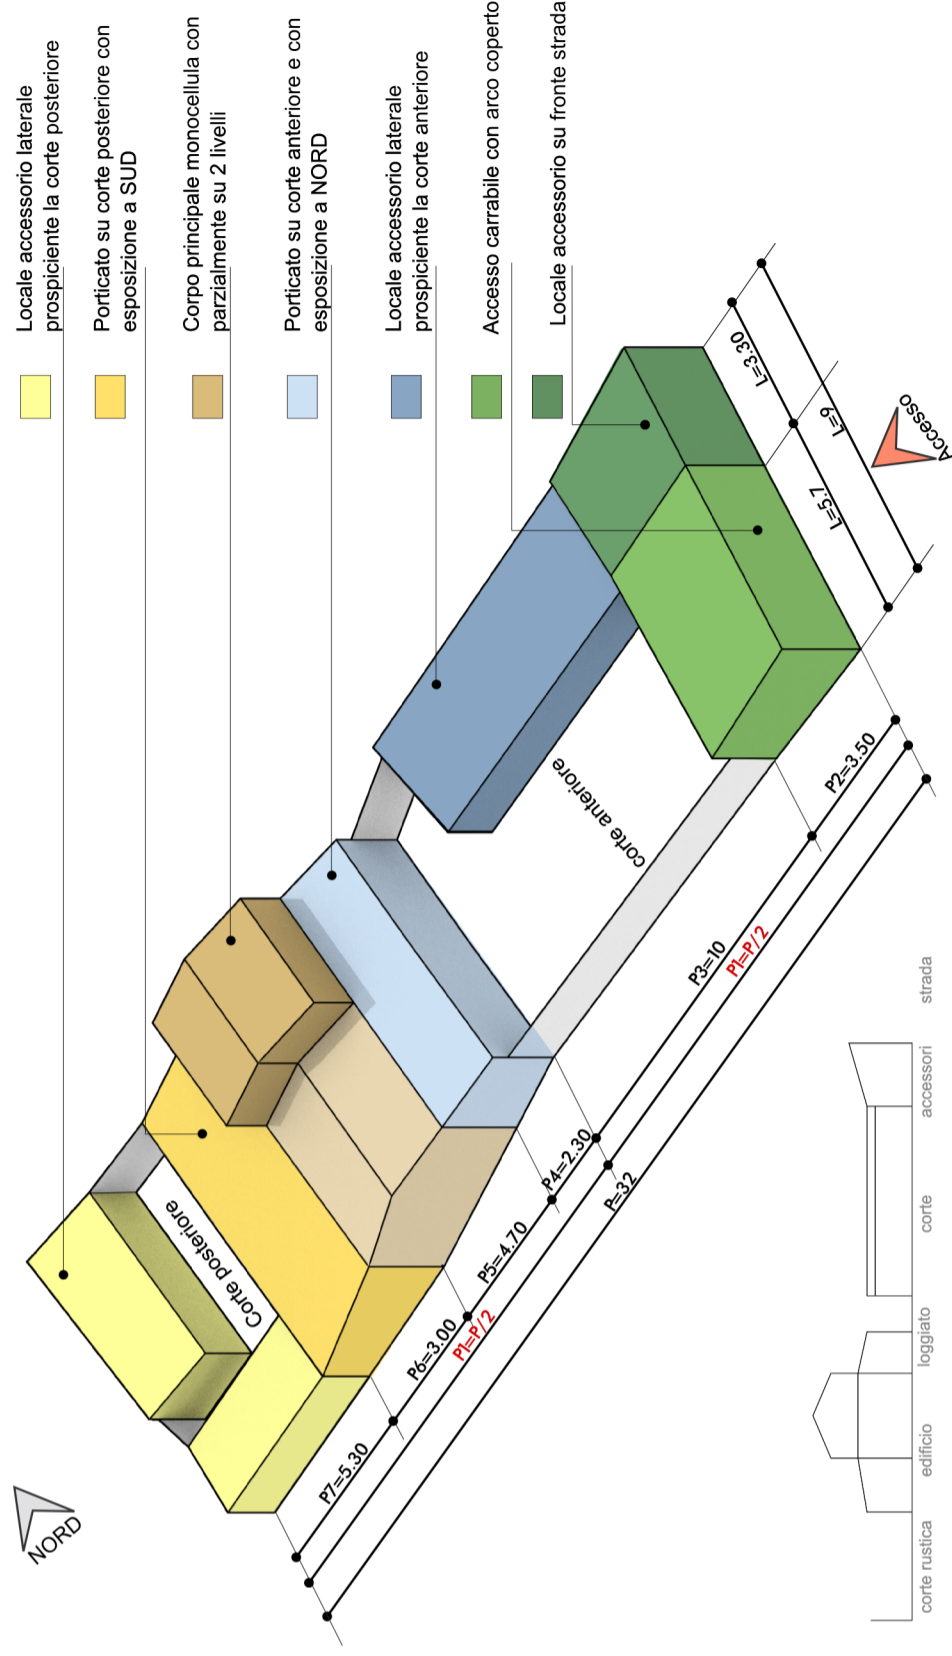 Locale accessorio laterale
prospiciente la corte posteriore
Porticato su corte posteriore con
esposizione a SUD
Corpo principale monocellula con
parzialmente su 2 livelli
Porticato su corte anteriore e con
esposizione a NORD
Locale accessorio laterale
prospiciente la corte anteriore
Accesso carrabile con arco coperto
Locale accessorio su fronte strada
NORD
Corte posteriore
corte anteriore
P7=5.30
P6=3.00
P1=P/2
P5=4.70
P4=2.30
P=32
P3=10
P1=P/2
P2=3.50
L=5.7
L=3.30
L=9
Accesso
corte rustica
edificio
loggiato
corte
accessori
strada